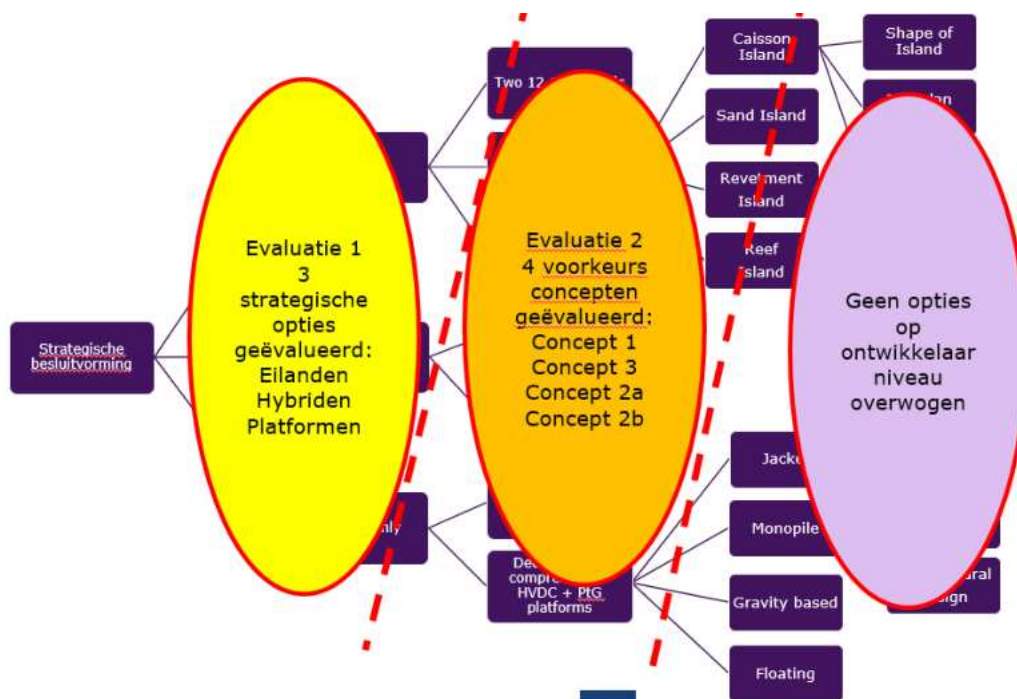 Strategische
besluitvorming
Evaluatie 1
3
strategische
opties
geëvalueerd:
Eilanden
Hybriden
Platformen
Two 12
Evaluatie 2
4 voorkeurs
concepten
geëvalueerd:
Concept 1
Concept 3
Concept 2a
Concept 2b
HVDC + PtG
platforms
Caisson
Island
Sand Island
Revetment
Island
Reef
Island
Monopile
Gravity based
Floating
Shape of
Island
Geen opties
op
ontwikkelaar
niveau
overwogen